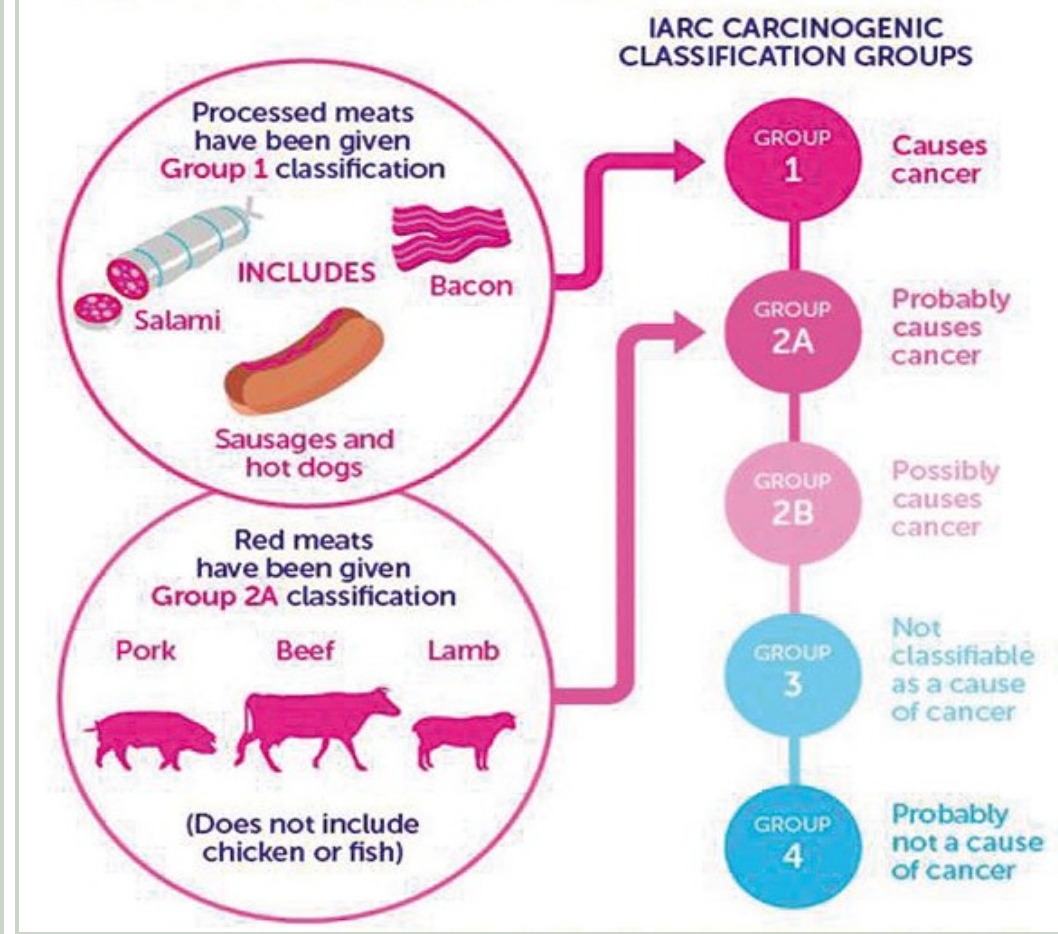 IARC CARCINOGENIC
CLASSIFICATION GROUPS
Processed meats
have been given
Group 1 classification
INCLUDES
Bacon
Salami
Sausages and
hot dogs
Red meats
have been given
Group 2A classification
Pork
Beef
Lamb
(Does not include
chicken or fish)
GROUP
1
Causes
cancer
GROUP
2A
Probably
causes
cancer
GROUP
2B
Possibly
causes
cancer
GROUP
3
Not
classifiable
as a cause
of cancer
GROUP
4
Probably
not a cause
of cancer